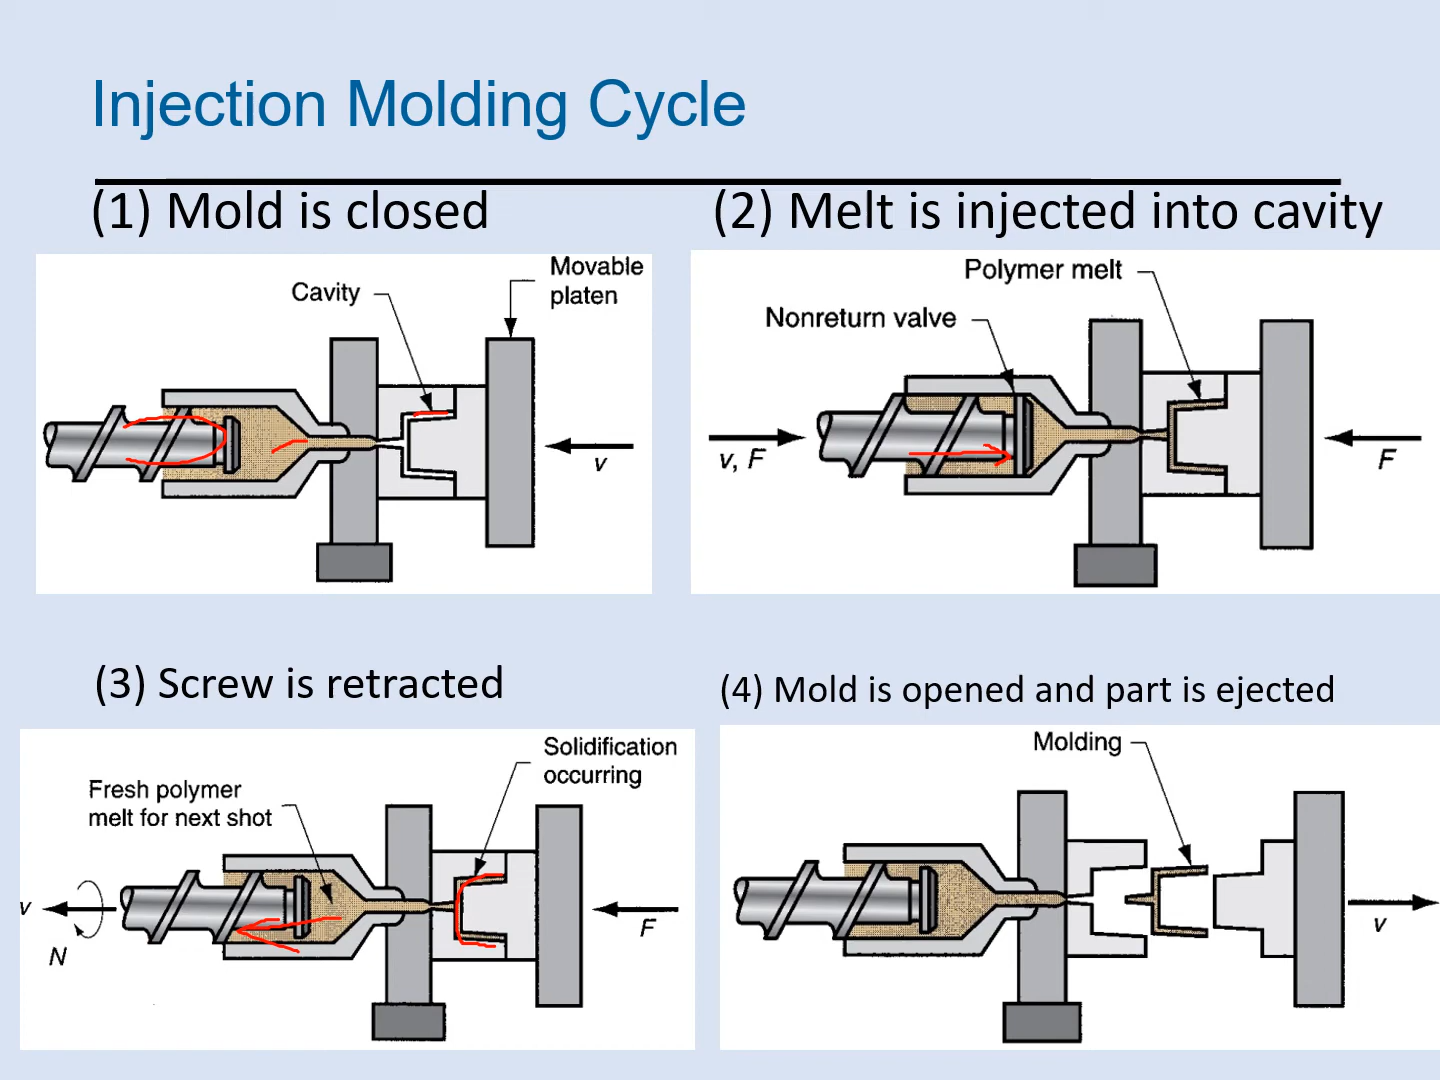 Injection Molding Cycle
(1) Mold is closed
(2) Melt is injected into cavity
Movable
platen
Cavity
v
Polymer melt
Nonreturn valve
v, F
F
(3) Screw is retracted
(4) Mold is opened and part is ejected
Solidification
occurring
Fresh polymer
melt for next shot
v
N
F
Molding
v